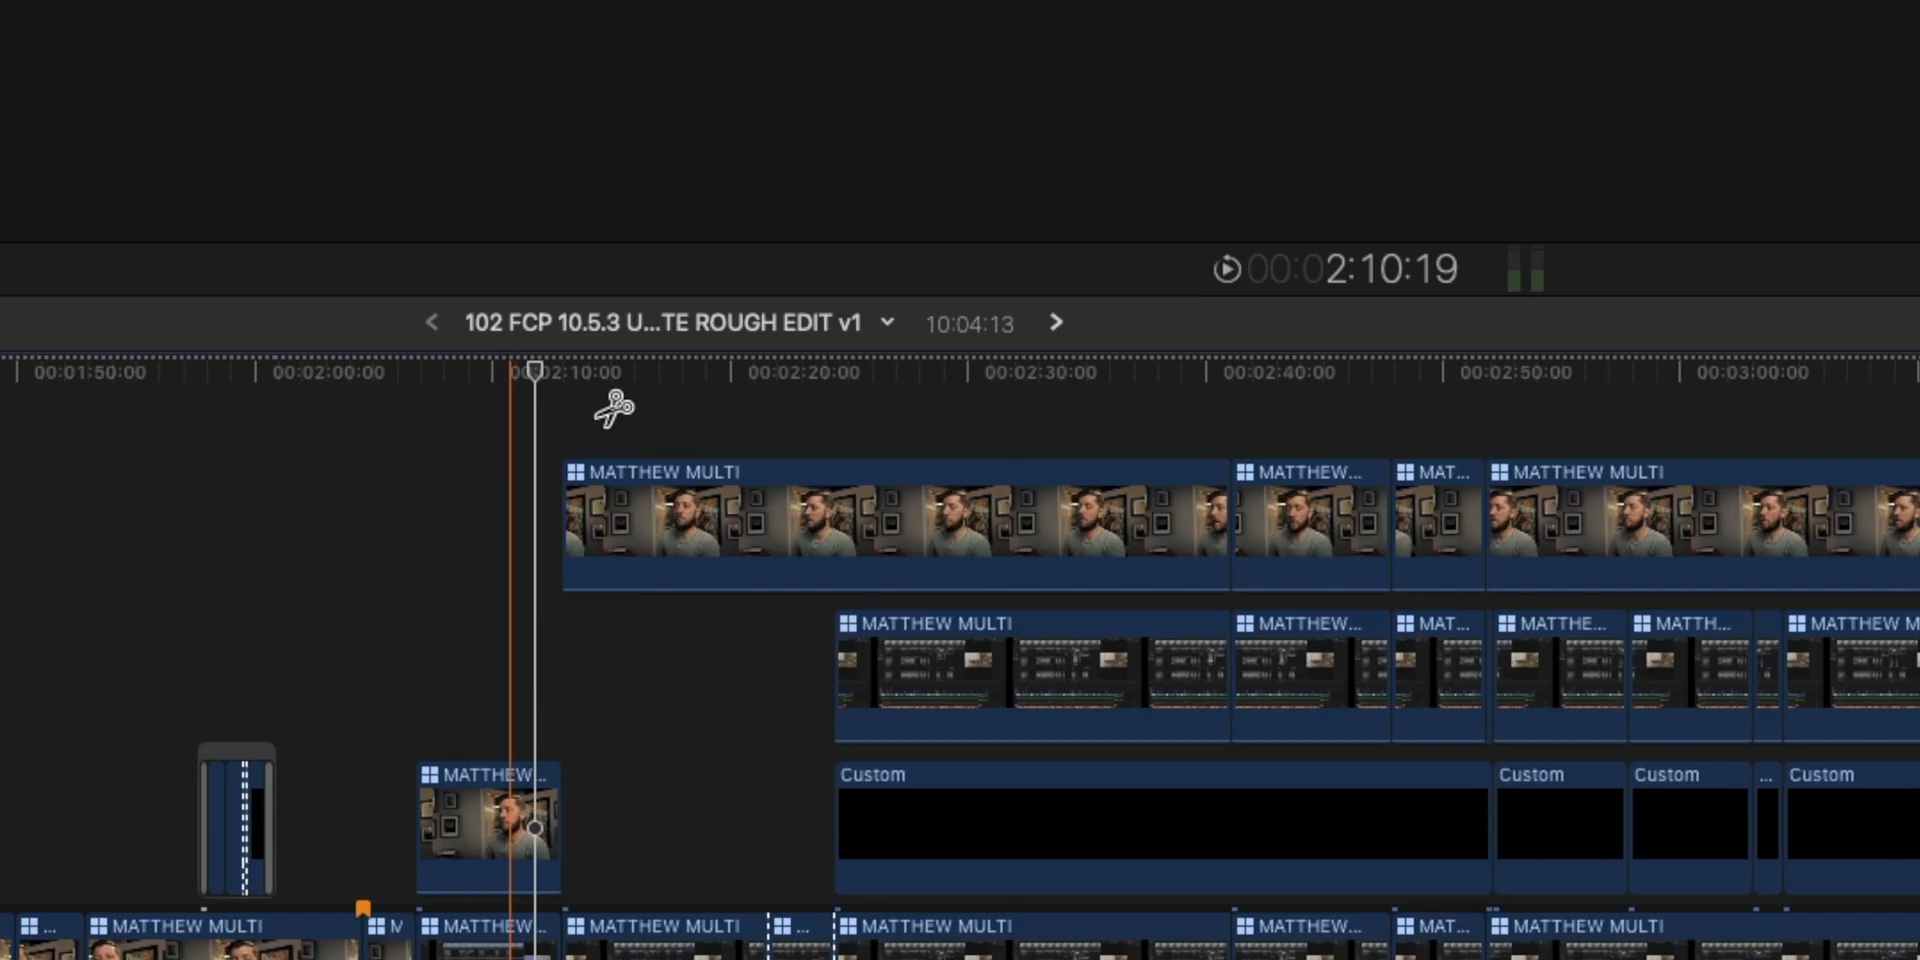 00:02:10:19
102 FCP 10.5.3 U...TE ROUGH EDIT v1 10:04:13
00:01:50:00 00:02:00:00 00:02:10:00 00:02:20:00 00:02:30:00 00:02:40:00 00:02:50:00 00:03:00:00
MATTHEW MULTI MATTHEW... MAT... MATTHEW MULTI
MATTHEW MULTI MATTHEW... MAT... MATTHE... MATTH... MATTHEW M
MATTHEW... Custom Custom Custom ... Custom
... MATTHEW MULTI M MATTHEW... MATTHEW MULTI ... MATTHEW MULTI MATTHEW... MAT... MATTHEW MULTI